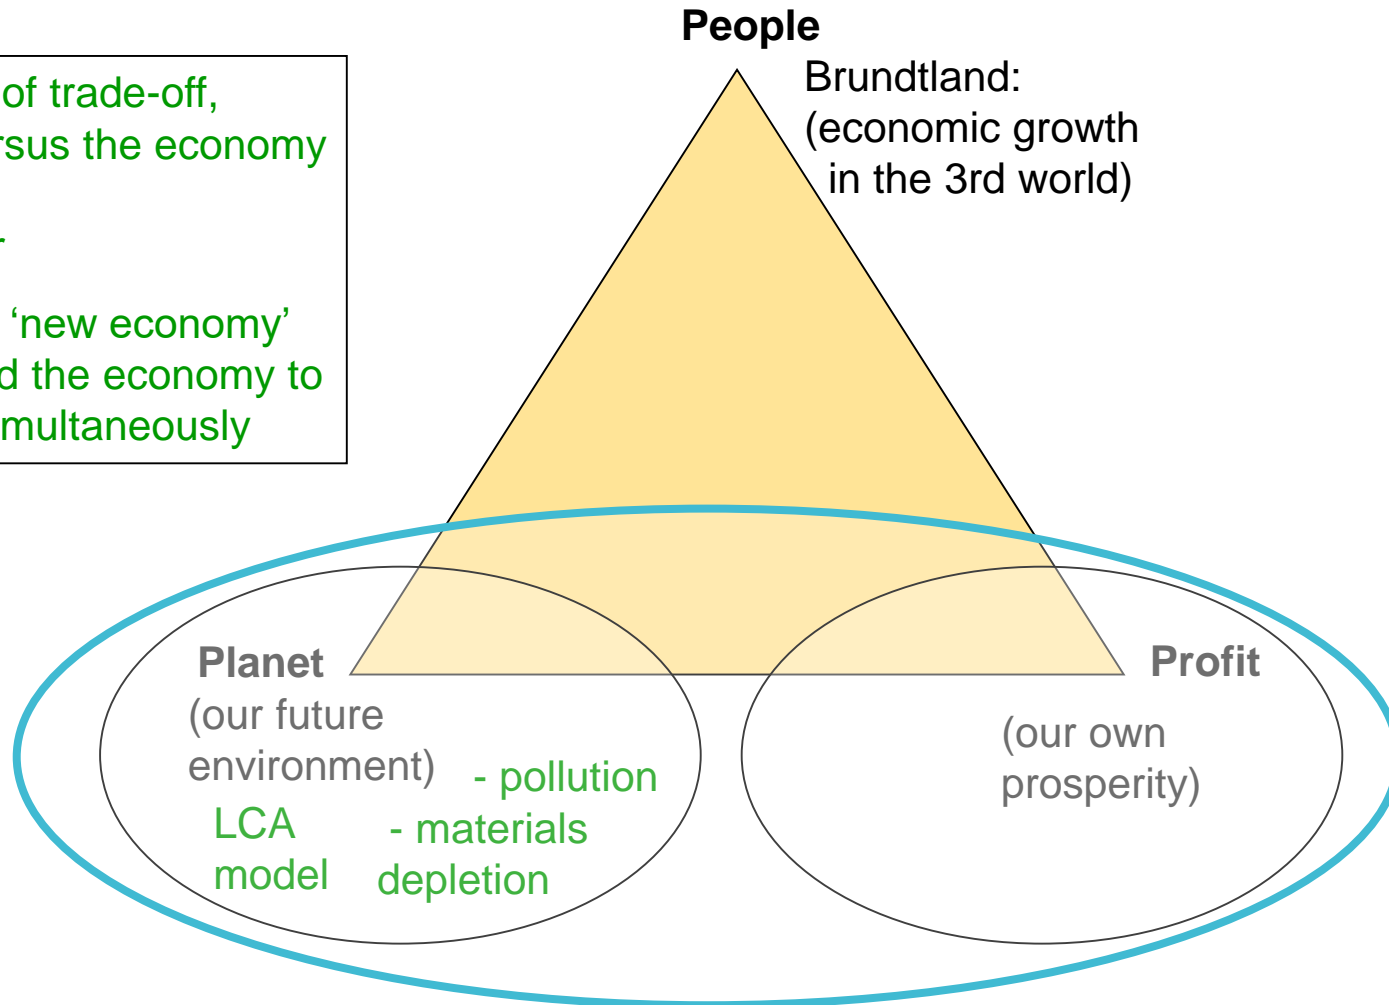 People
Brundtland:
(economic growth
in the 3rd world)
of trade-off,
rsus the economy
‘new economy’
d the economy to
multaneously
Planet
(our future
environment)
- pollution
LCA
model
- materials
depletion
Profit
(our own
prosperity)